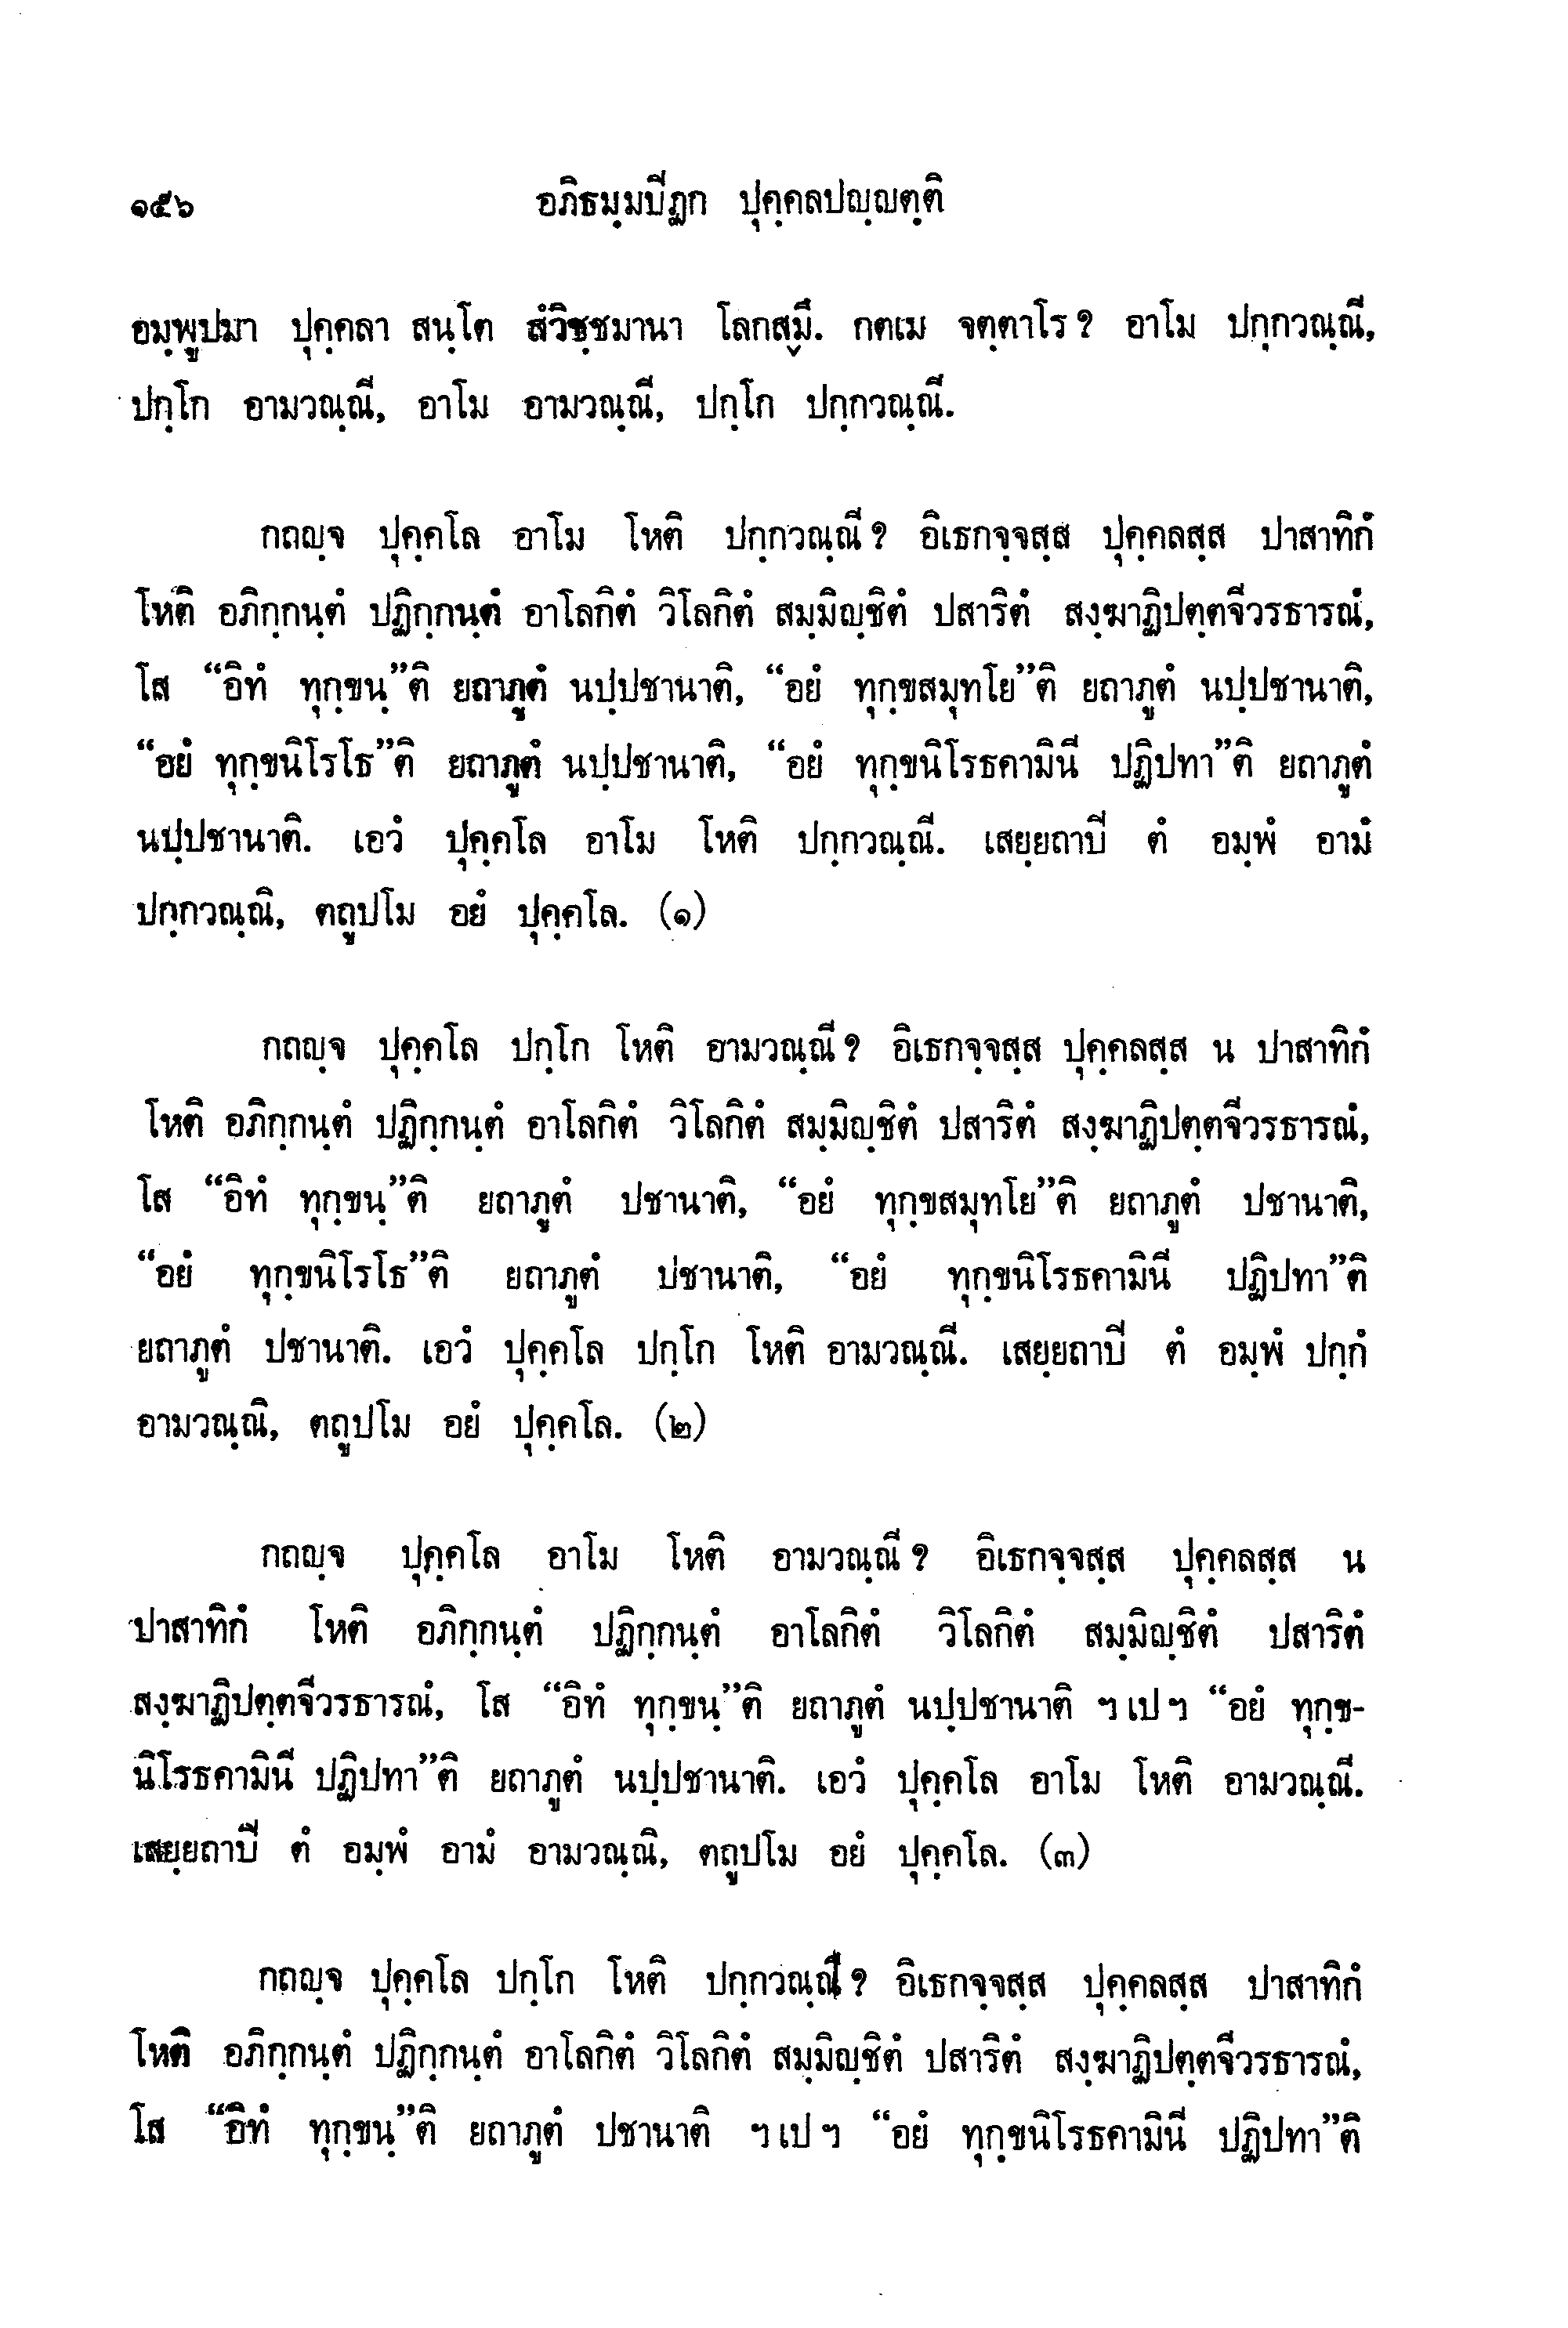 ๑๕๖ อภิธมฺมปีฏก ปุคฺคลปญฺญตฺติ
อมฺพูปมา ปุคฺคลา สนฺโต สํวิชฺชมานา โลกสฺมึ. กตเม จตฺตาโร? อาโม ปกฺกวณฺณี,
ปกฺโก อามวณฺณี, อาโม อามวณฺณี, ปกฺโก ปกฺกวณฺณี.
กถญฺจ ปุคฺคโล อาโม โหติ ปกฺกวณฺณี? อิเธกจฺจสฺส ปุคฺคลสฺส ปาสาทิกํ
โหติ อภิกฺกนฺตํ ปฏิกฺกนฺตํ อาโลกิตํ วิโลกิตํ สมฺมิญฺชิตํ ปสาริตํ สงฺฆาฏิปตฺตจีวรธารณํ,
โส “อิทํ ทุกฺขนฺ”ติ ยถาภูตํ นปฺปชานาติ, “อยํ ทุกฺขสมุทโย”ติ ยถาภูตํ นปฺปชานาติ,
“อยํ ทุกฺขนิโรโธ”ติ ยถาภูตํ นปฺปชานาติ, “อยํ ทุกฺขนิโรธคามินี ปฏิปทา”ติ ยถาภูตํ
นปฺปชานาติ. เอวํ ปุคฺคโล อาโม โหติ ปกฺกวณฺณี. เสยฺยถาปี ตํ อมฺพํ อามํ
ปกฺกวณฺณิ, ตถูปโม อยํ ปุคฺคโล. (๑)
กถญฺจ ปุคฺคโล ปกฺโก โหติ อามวณฺณี? อิเธกจฺจสฺส ปุคฺคลสฺส น ปาสาทิกํ
โหติ อภิกฺกนฺตํ ปฏิกฺกนฺตํ อาโลกิตํ วิโลกิตํ สมฺมิญฺชิตํ ปสาริตํ สงฺฆาฏิปตฺตจีวรธารณํ,
โส “อิทํ ทุกฺขนฺ”ติ ยถาภูตํ ปชานาติ, “อยํ ทุกฺขสมุทโย”ติ ยถาภูตํ ปชานาติ,
“อยํ ทุกฺขนิโรโธ”ติ ยถาภูตํ ปชานาติ, “อยํ ทุกฺขนิโรธคามินี ปฏิปทา”ติ
ยถาภูตํ ปชานาติ. เอวํ ปุคฺคโล ปกฺโก โหติ อามวณฺณี. เสยฺยถาปี ตํ อมฺพํ ปกฺกํ
อามวณฺณิ, ตถูปโม อยํ ปุคฺคโล. (๒)
กถญฺจ ปุคฺคโล อาโม โหติ อามวณฺณี? อิเธกจฺจสฺส ปุคฺคลสฺส น
ปาสาทิกํ โหติ อภิกฺกนฺตํ ปฏิกฺกนฺตํ อาโลกิตํ วิโลกิตํ สมฺมิญฺชิตํ ปสาริตํ
สงฺฆาฏิปตฺตจีวรธารณํ, โส “อิทํ ทุกฺขนฺ”ติ ยถาภูตํ นปฺปชานาติ ฯ เป ฯ “อยํ ทุกฺข-
นิโรธคามินี ปฏิปทา”ติ ยถาภูตํ นปฺปชานาติ. เอวํ ปุคฺคโล อาโม โหติ อามวณฺณี.
เสยฺยถาปี ตํ อมฺพํ อามํ อามวณฺณิ, ตถูปโม อยํ ปุคฺคโล. (๓)
กถญฺจ ปุคฺคโล ปกฺโก โหติ ปกฺกวณฺณี? อิเธกจฺจสฺส ปุคฺคลสฺส ปาสาทิกํ
โหติ อภิกฺกนฺตํ ปฏิกฺกนฺตํ อาโลกิตํ วิโลกิตํ สมฺมิญฺชิตํ ปสาริตํ สงฺฆาฏิปตฺตจีวรธารณํ,
โส “อิทํ ทุกฺขนฺ”ติ ยถาภูตํ ปชานาติ ฯ เป ฯ “อยํ ทุกฺขนิโรธคามินี ปฏิปทา”ติ